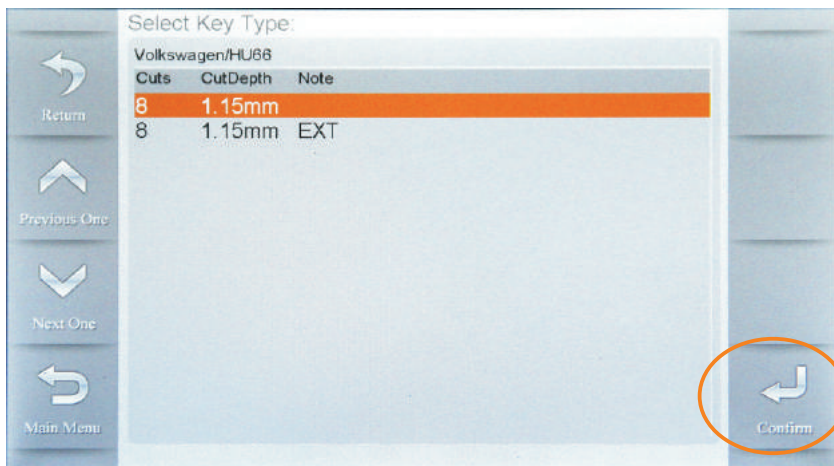 Select Key Type:
Volkswagen/HU66
Cuts CutDepth Note
8 1.15mm
8 1.15mm EXT
Return
Previous One
Next One
Main Menu
Confirm